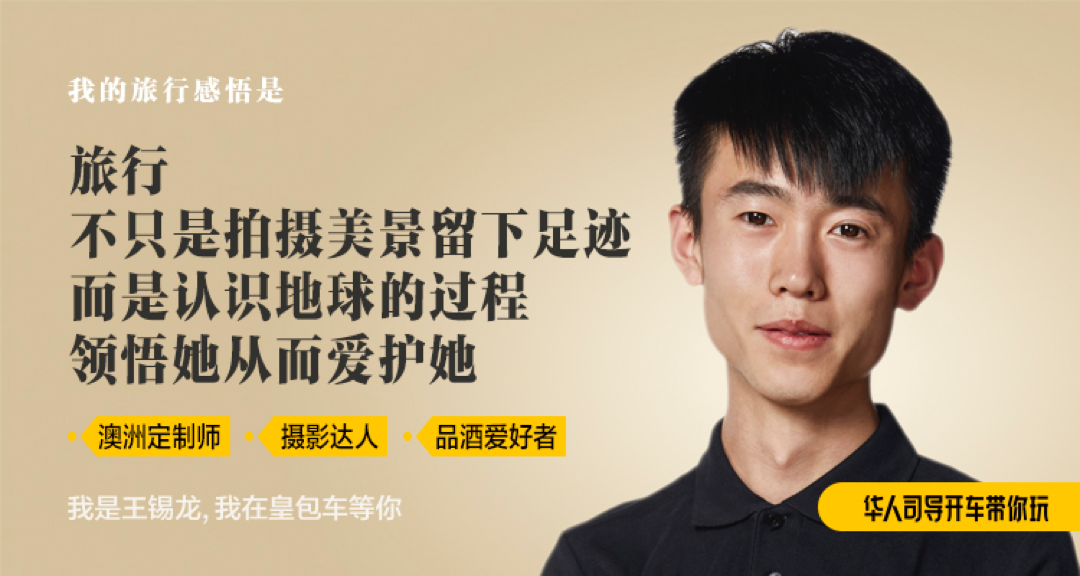 我的旅行感悟是
旅行
不只是拍摄美景留下足迹
而是认识地球的过程
领悟她从而爱护她
澳洲定制师 摄影达人 品酒爱好者
我是王锡龙, 我在皇包车等你
华人司导开车带你玩